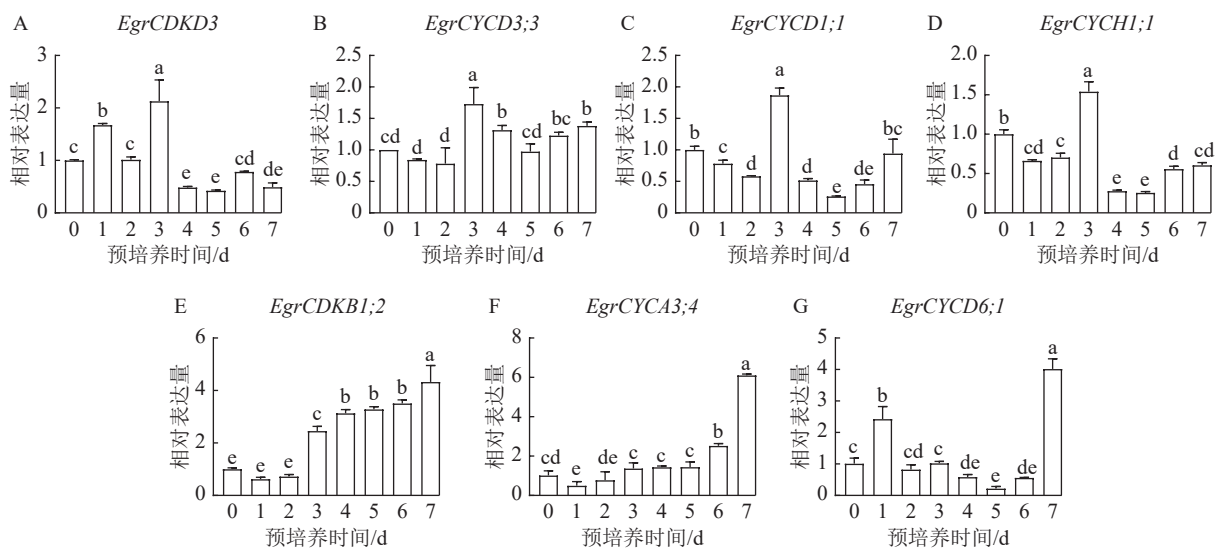 A EgrCDKD3
相对表达量
3
2
1
0
c b c a e e cd de
0 1 2 3 4 5 6 7
预培养时间/d
B EgrCYCD3;3
相对表达量
2.5
2.0
1.5
1.0
0.5
0
cd d d a b cd bc b
0 1 2 3 4 5 6 7
预培养时间/d
C EgrCYCD1;1
相对表达量
2.5
2.0
1.5
1.0
0.5
0
b c d a d e de bc
0 1 2 3 4 5 6 7
预培养时间/d
D EgrCYCH1;1
相对表达量
2.0
1.5
1.0
0.5
0
b cd c a e e d cd
0 1 2 3 4 5 6 7
预培养时间/d
E EgrCDKB1;2
相对表达量
6
4
2
0
e e e c b b b a
0 1 2 3 4 5 6 7
预培养时间/d
F EgrCYCA3;4
相对表达量
8
6
4
2
0
cd e de c c c b a
0 1 2 3 4 5 6 7
预培养时间/d
G EgrCYCD6;1
相对表达量
5
4
3
2
1
0
c b cd c de e de a
0 1 2 3 4 5 6 7
预培养时间/d